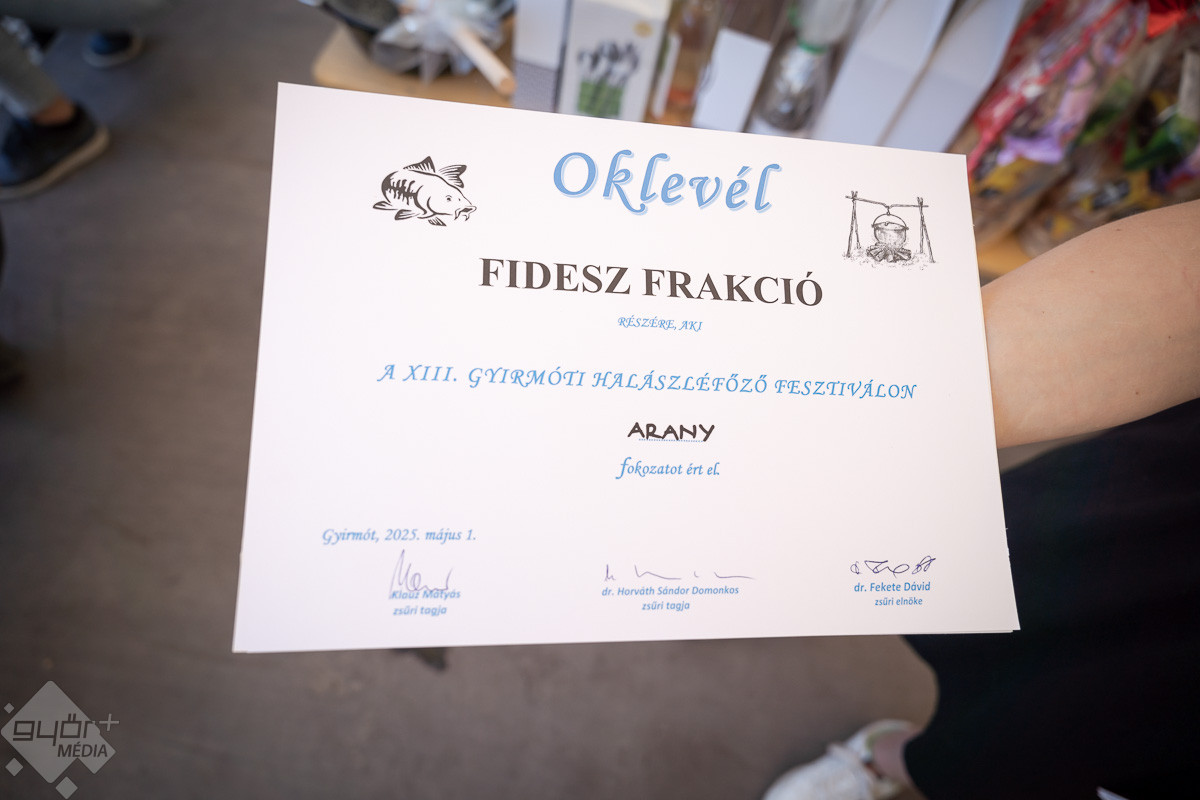 Oklevél
FIDESZ FRAKCIÓ
RÉSZÉRE, AKI
A XIII. GYIRMÓTI HALÁSZLÉFŐZŐ FESZTIVÁLON
ARANY
fokozatot ért el.
Gyirmót, 2025. május 1.
Klauz Mátyás
zsűri tagja
dr. Horváth Sándor Domonkos
zsűri tagja
dr. Fekete Dávid
zsűri elnöke
győr+
MÉDIA